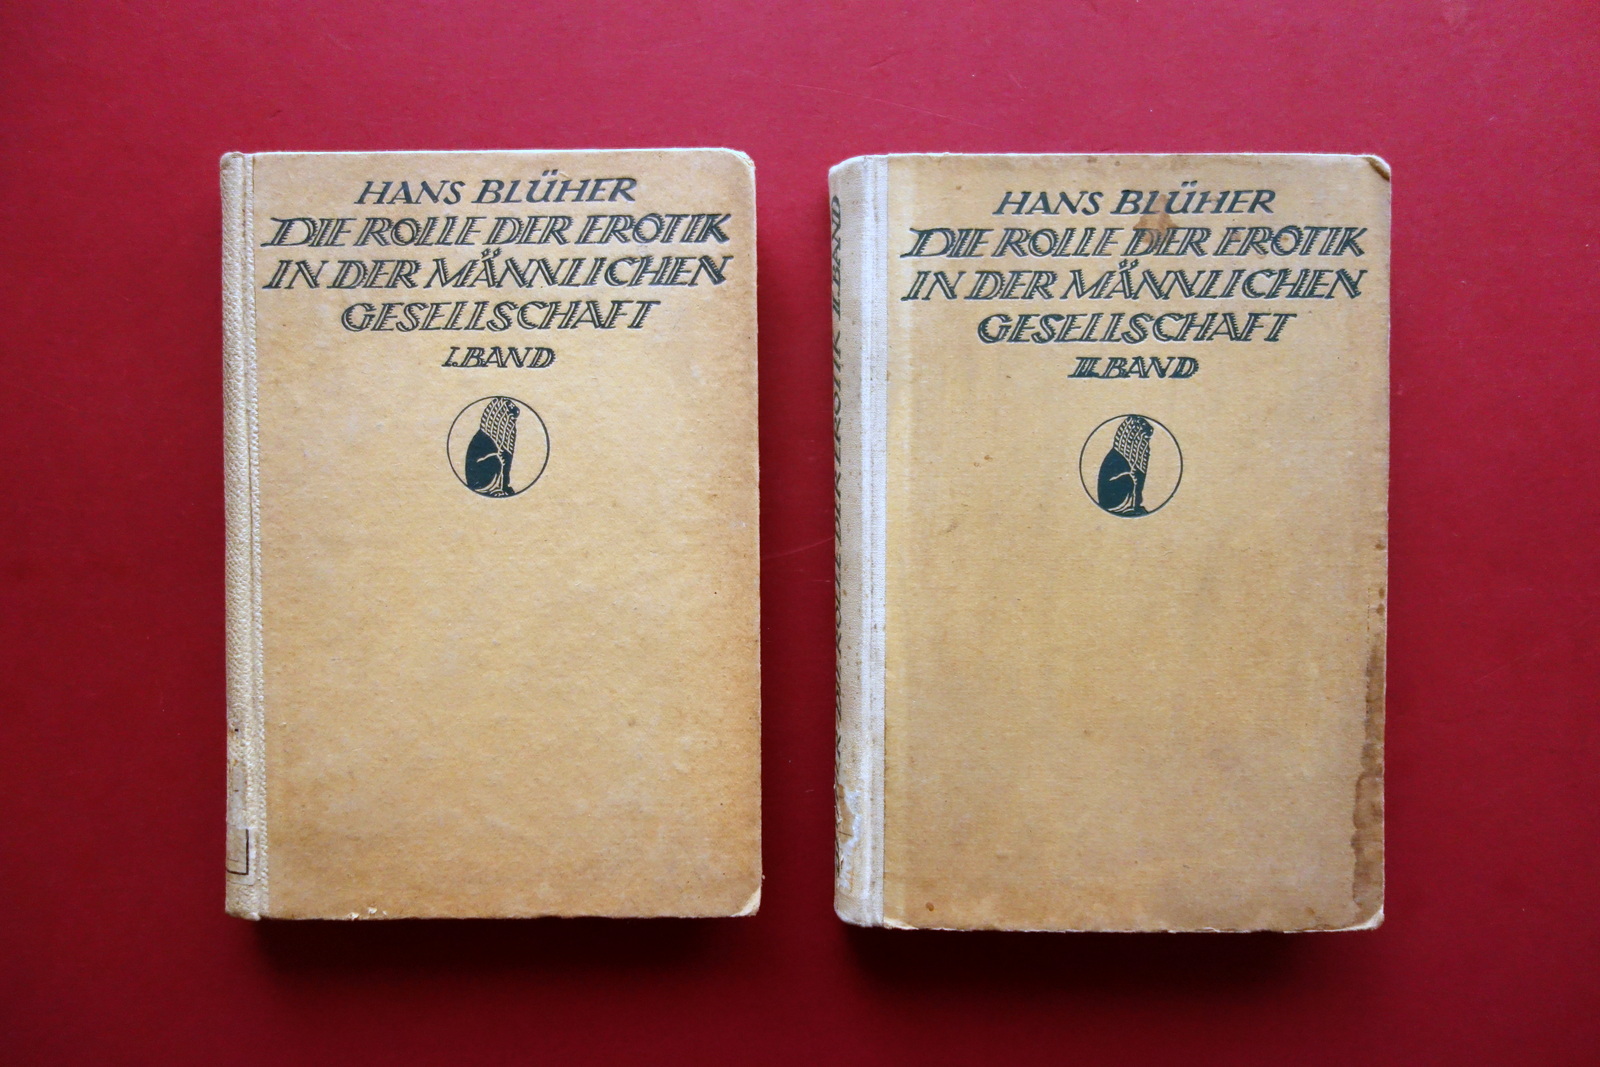 HANS BLÜHER
DIE ROLLE DER EROTIK
IN DER MÄNNLICHEN
GESELLSCHAFT
I. BAND
HANS BLÜHER
DIE ROLLE DER EROTIK
IN DER MÄNNLICHEN
GESELLSCHAFT
II. BAND